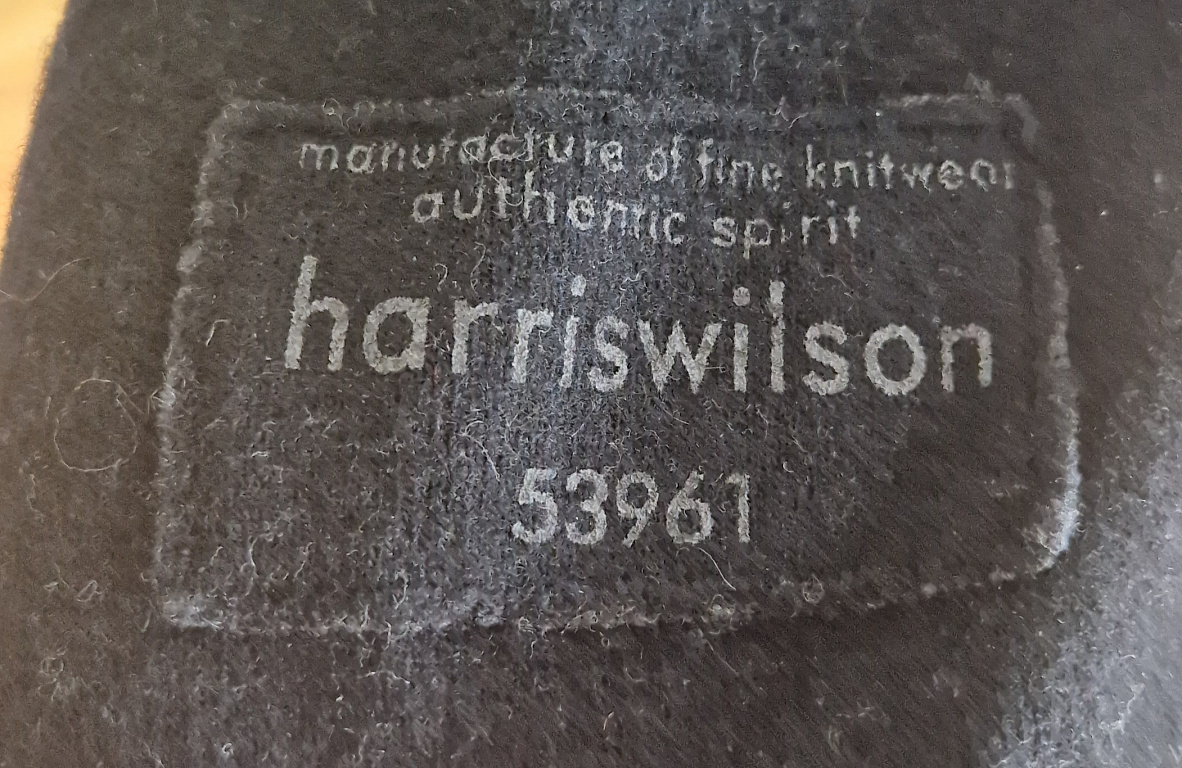 manufacture of fine knitwear
authentic spirit
harriswilson
53961